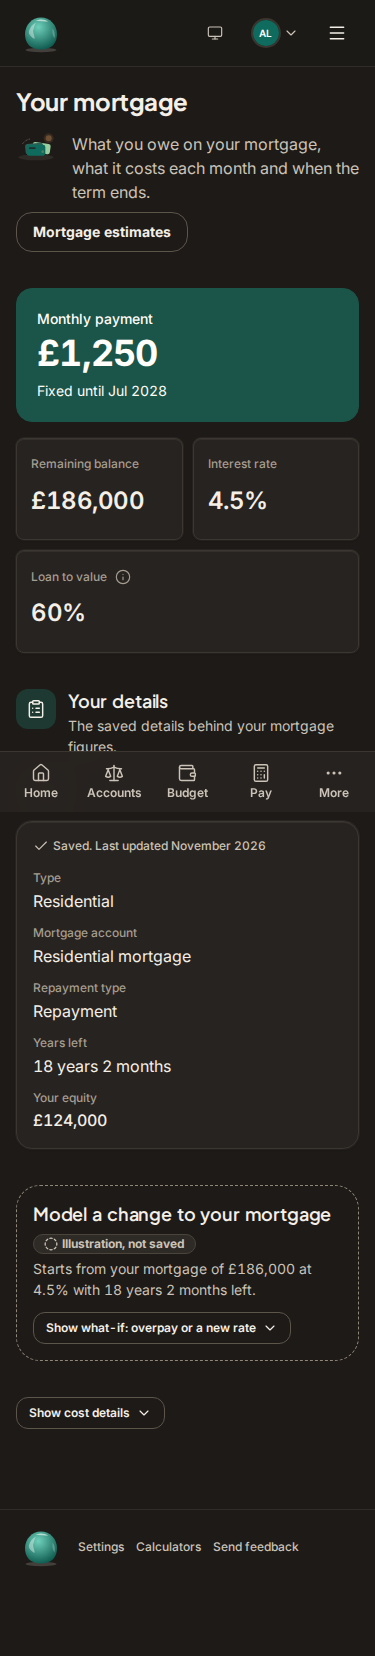 AL
Your mortgage
What you owe on your mortgage,
what it costs each month and when the
term ends.
Mortgage estimates
Monthly payment
£1,250
Fixed until Jul 2028
Remaining balance
£186,000
Interest rate
4.5%
Loan to value
60%
Your details
The saved details behind your mortgage
figures.
Home
Accounts
Budget
Pay
More
Saved. Last updated November 2026
Type
Residential
Mortgage account
Residential mortgage
Repayment type
Repayment
Years left
18 years 2 months
Your equity
£124,000
Model a change to your mortgage
Illustration, not saved
Starts from your mortgage of £186,000 at
4.5% with 18 years 2 months left.
Show what-if: overpay or a new rate
Show cost details
Settings
Calculators
Send feedback